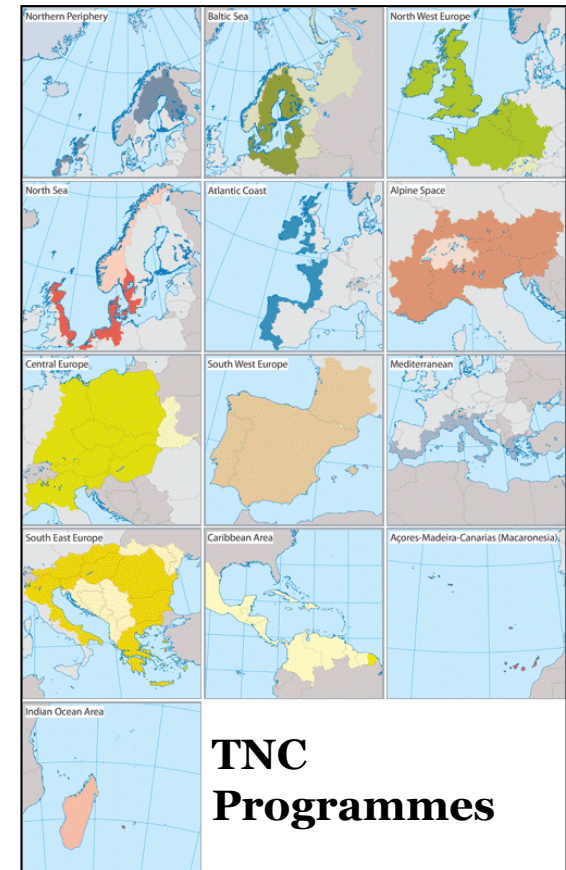 Northern Periphery
Baltic Sea
North West Europe
North Sea
Atlantic Coast
Alpine Space
Central Europe
South West Europe
Mediterranean
South East Europe
Caribbean Area
Açores-Madeira-Canarias (Macaronesia)
Indian Ocean Area
TNC
Programmes